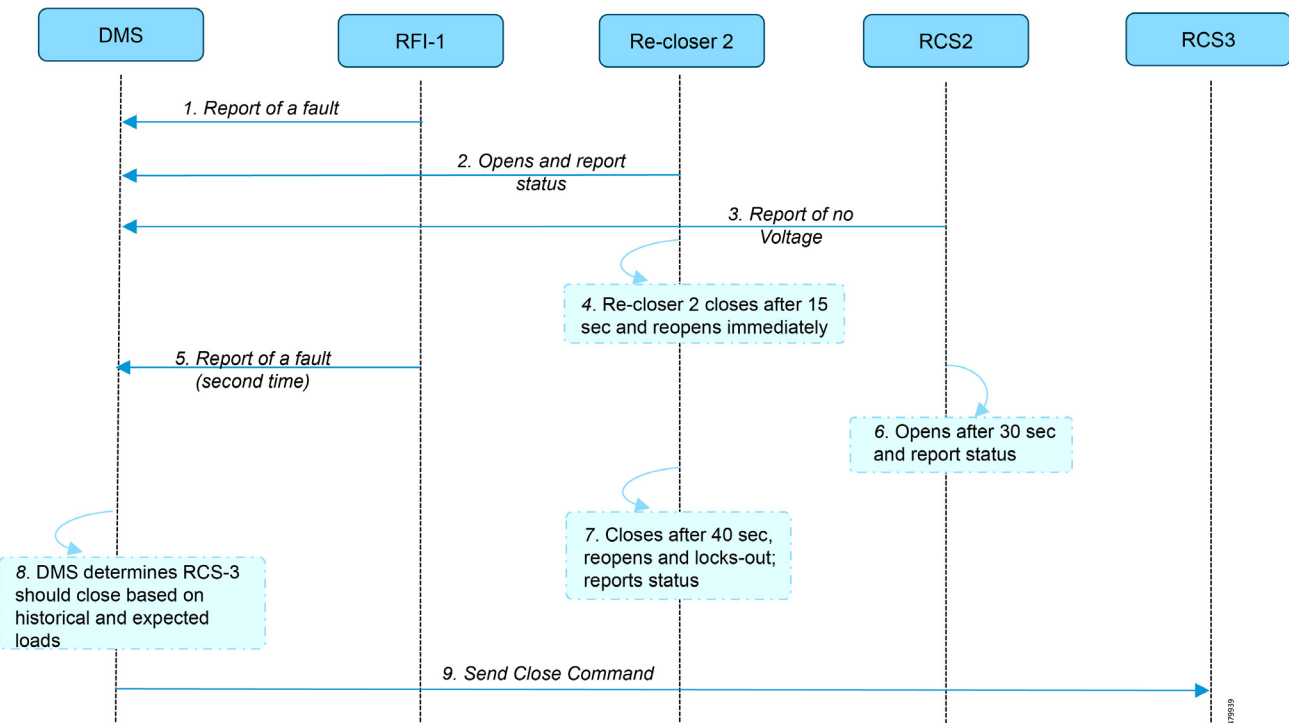 DMS
RFI-1
Re-closer 2
RCS2
RCS3
1. Report of a fault
2. Opens and report
status
3. Report of no
Voltage
4. Re-closer 2 closes after 15
sec and reopens immediately
5. Report of a fault
(second time)
6. Opens after 30 sec
and report status
7. Closes after 40 sec,
reopens and locks-out;
reports status
8. DMS determines RCS-3
should close based on
historical and expected
loads
9. Send Close Command
379939